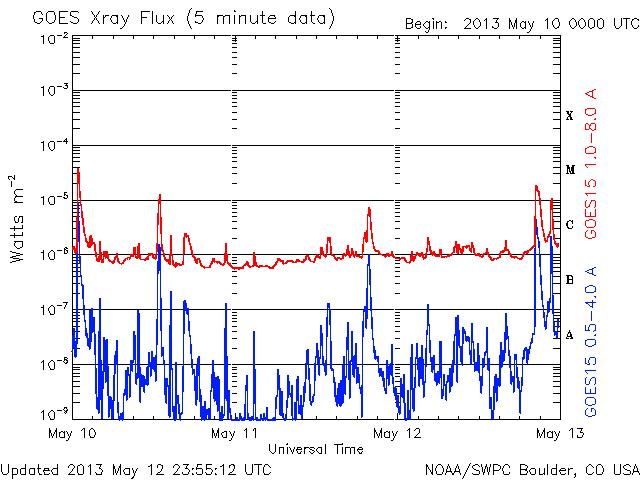 GOES Xray Flux (5 minute data)
Begin: 2013 May 10 0000 UTC
10⁻²
10⁻³
10⁻⁴
10⁻⁵
10⁻⁶
10⁻⁷
10⁻⁸
10⁻⁹
Watts m⁻²
X
M
C
B
A
GOES15 1.0-8.0 A
GOES15 0.5-4.0 A
May 10
May 11
May 12
May 13
Universal Time
Updated 2013 May 12 23:55:12 UTC
NOAA/SWPC Boulder, CO USA